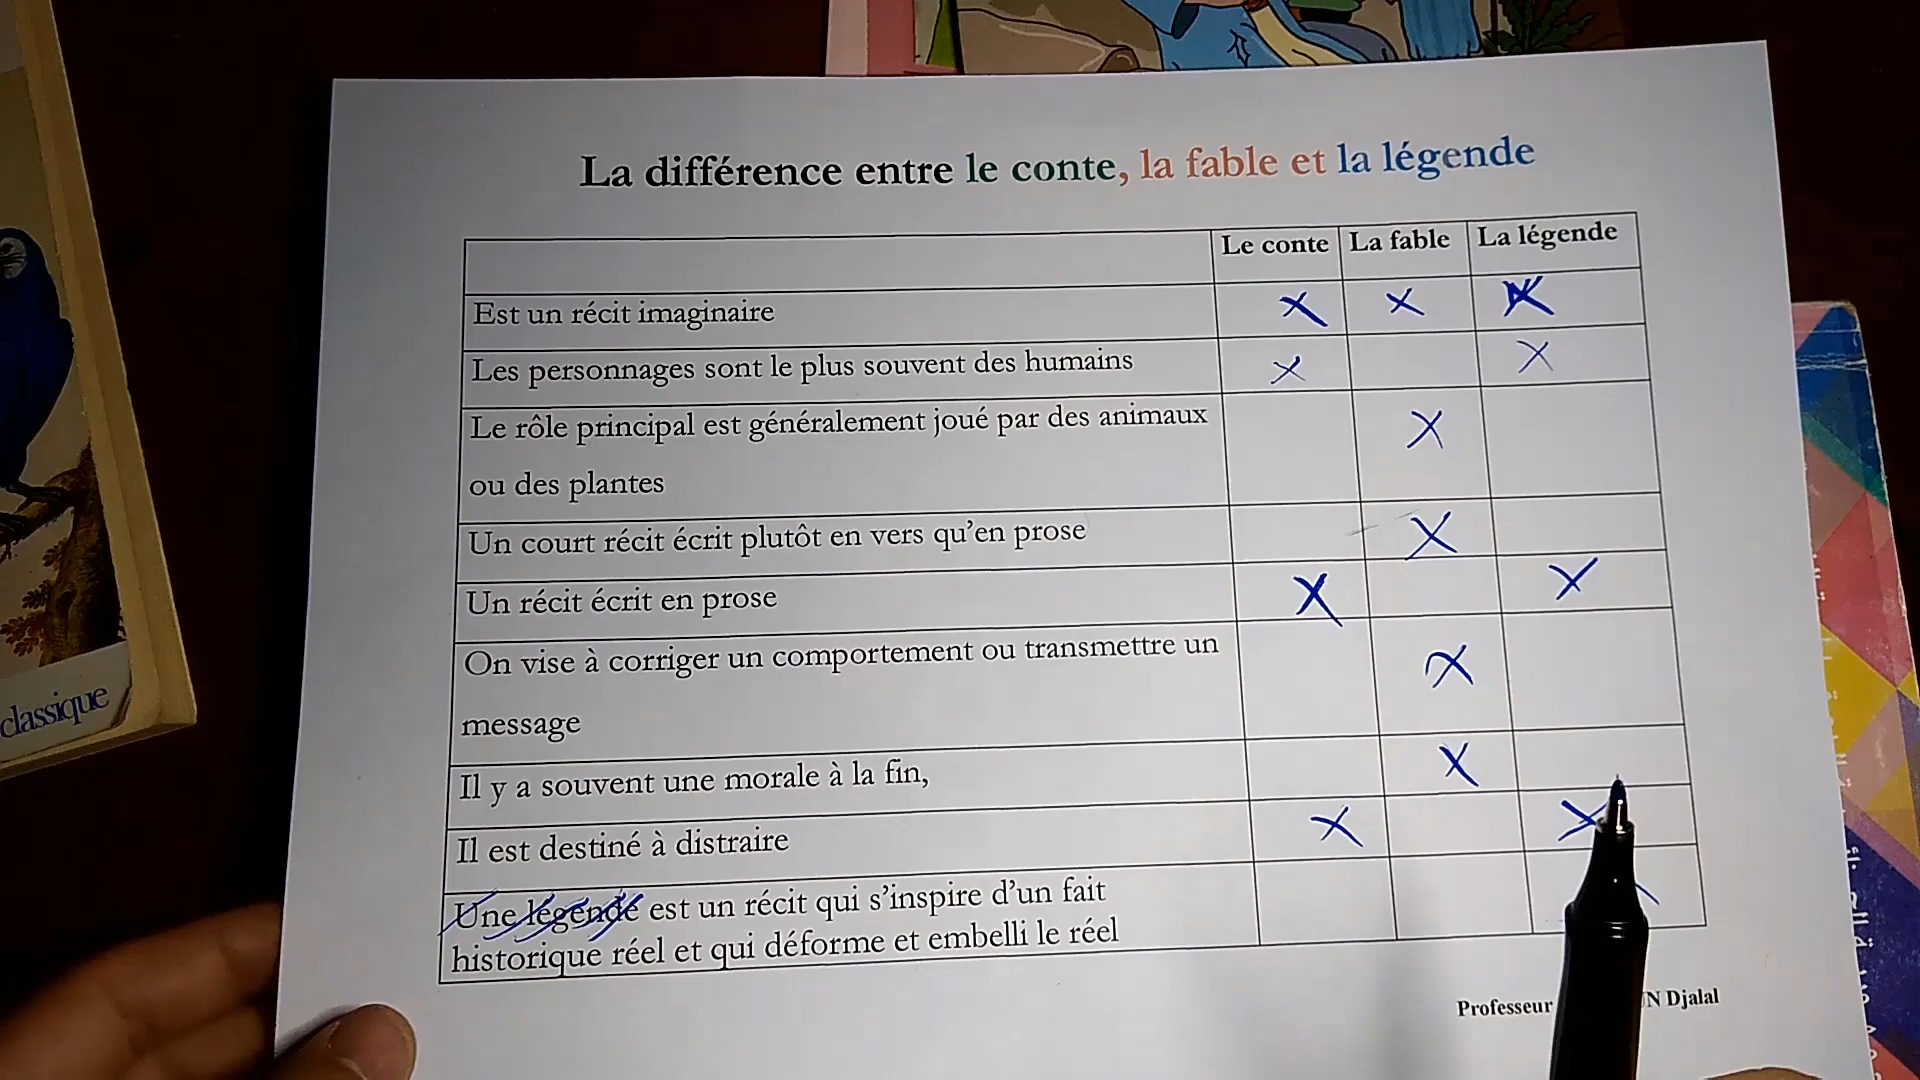 La différence entre le conte, la fable et la légende
Le conte La fable La légende
Est un récit imaginaire X X X
Les personnages sont le plus souvent des humains X X
Le rôle principal est généralement joué par des animaux X
ou des plantes
Un court récit écrit plutôt en vers qu'en prose X
Un récit écrit en prose X X
On vise à corriger un comportement ou transmettre un X
message
Il y a souvent une morale à la fin, X
Il est destiné à distraire X X
Une légende est un récit qui s'inspire d'un fait
historique réel et qui déforme et embelli le réel
Professeur Djalal
classique